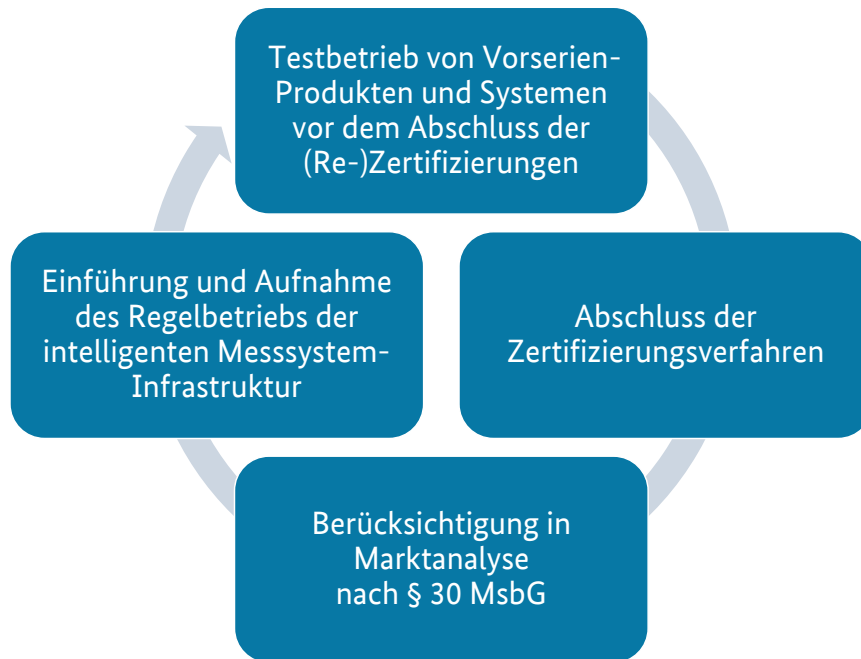 Testbetrieb von Vorserien-
Produkten und Systemen
vor dem Abschluss der
(Re-)Zertifizierungen
Abschluss der
Zertifizierungsverfahren
Berücksichtigung in
Marktanalyse
nach § 30 MsbG
Einführung und Aufnahme
des Regelbetriebs der
intelligenten Messsystem-
Infrastruktur